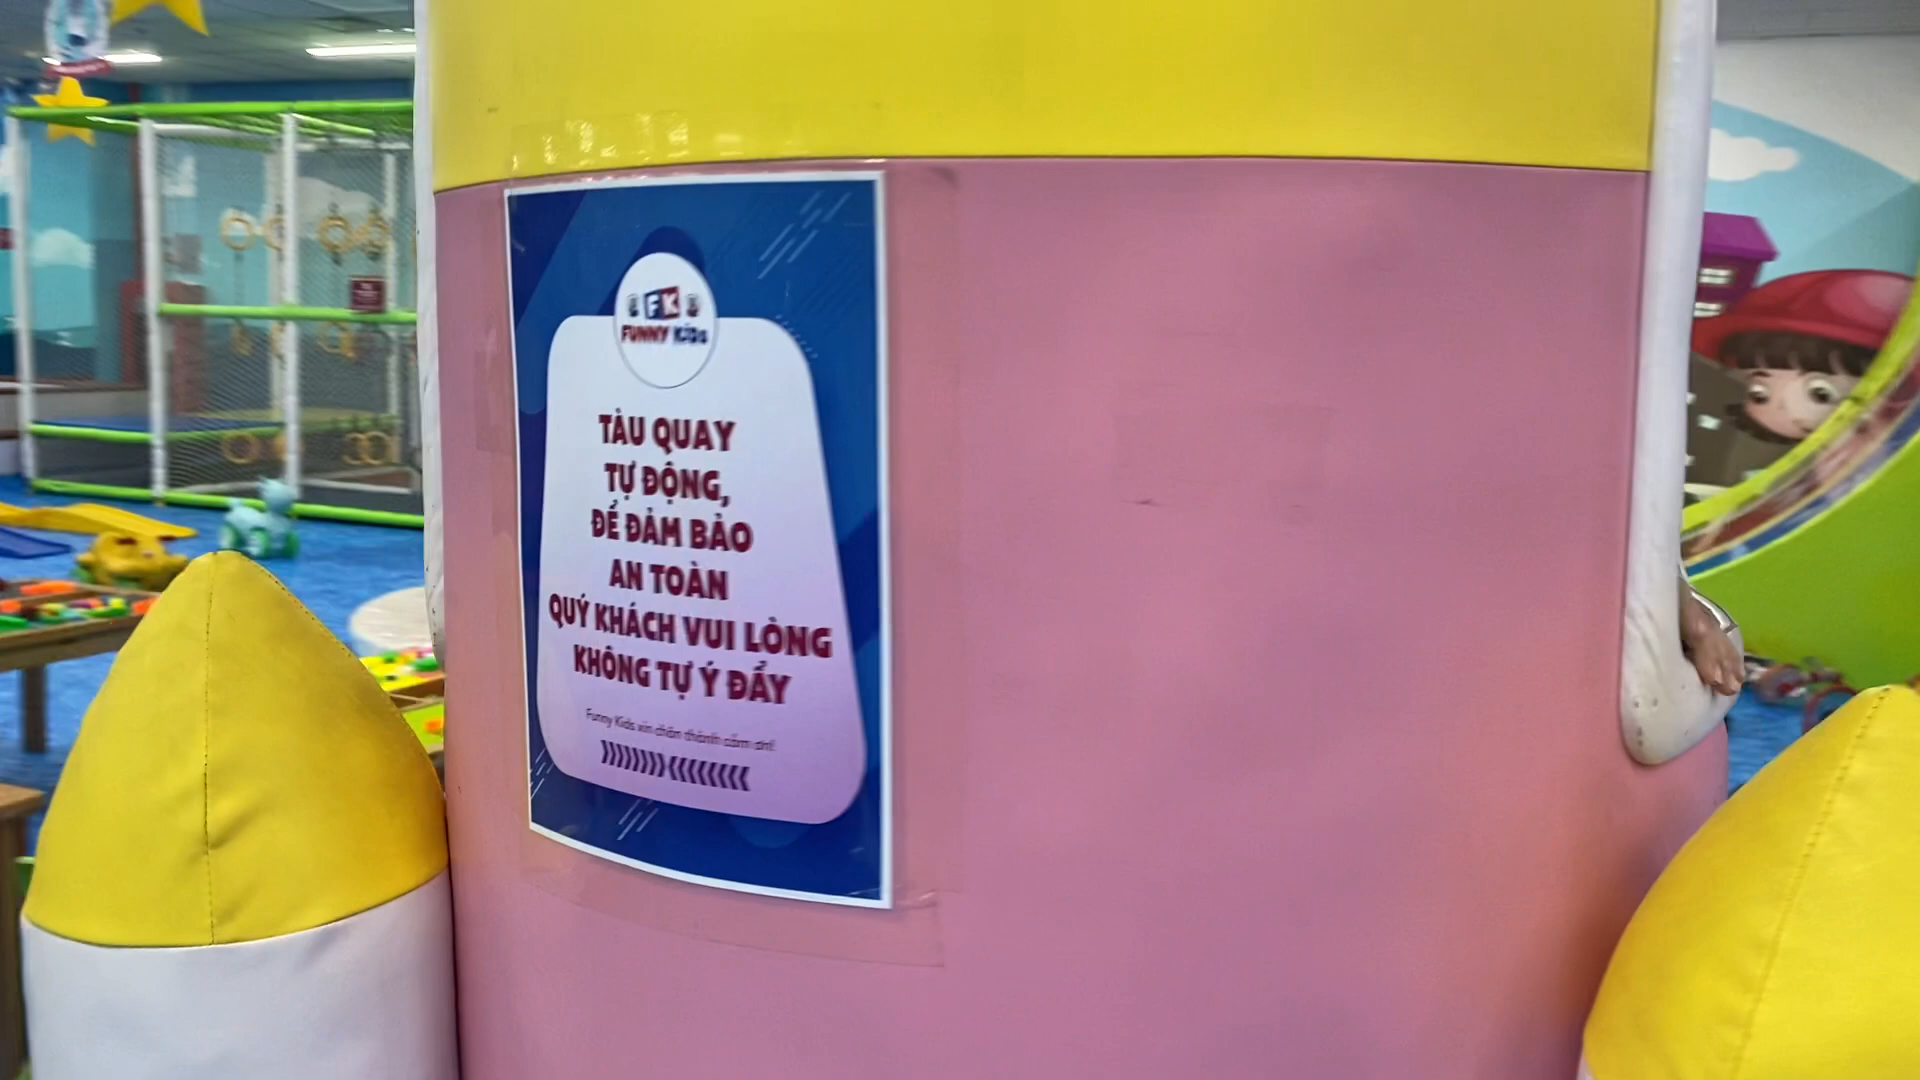 FK
FUNNY KiDs
TÀU QUAY
TỰ ĐỘNG,
ĐỂ ĐẢM BẢO
AN TOÀN
QUÝ KHÁCH VUI LÒNG
KHÔNG TỰ Ý ĐẨY
Funny Kids xin chân thành cảm ơn!